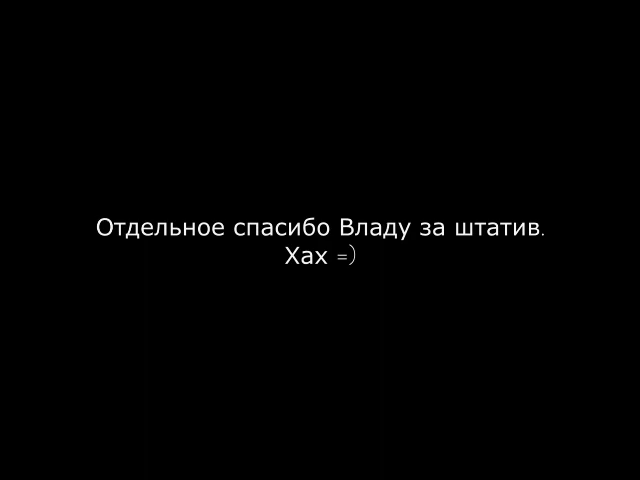 Отдельное спасибо Владу за штатив.
Хах =)